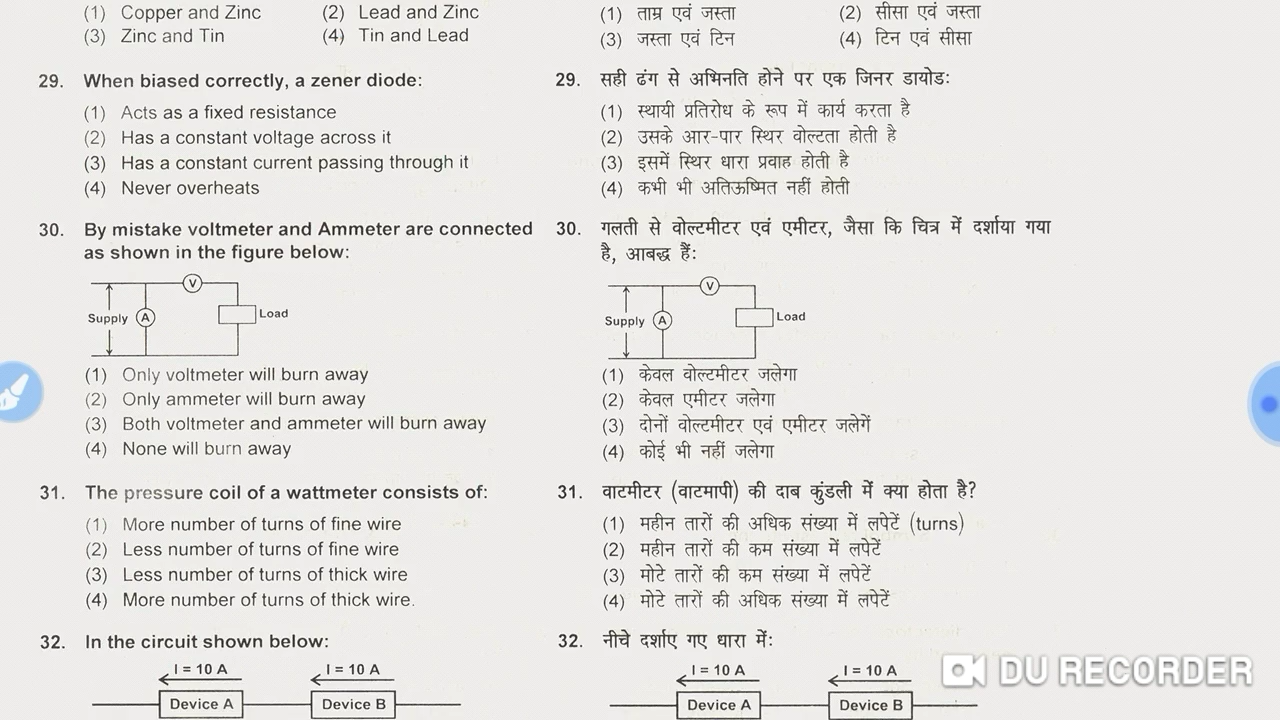 (1) Copper and Zinc (2) Lead and Zinc
(3) Zinc and Tin (4) Tin and Lead
29. When biased correctly, a zener diode:
(1) Acts as a fixed resistance
(2) Has a constant voltage across it
(3) Has a constant current passing through it
(4) Never overheats
30. By mistake voltmeter and Ammeter are connected
as shown in the figure below:
V
Supply A Load
(1) Only voltmeter will burn away
(2) Only ammeter will burn away
(3) Both voltmeter and ammeter will burn away
(4) None will burn away
31. The pressure coil of a wattmeter consists of:
(1) More number of turns of fine wire
(2) Less number of turns of fine wire
(3) Less number of turns of thick wire
(4) More number of turns of thick wire.
32. In the circuit shown below:
I = 10 A I = 10 A
Device A Device B
(1) ताम्र एवं जस्ता (2) सीसा एवं जस्ता
(3) जस्ता एवं टिन (4) टिन एवं सीसा
29. सही ढंग से अभिनति होने पर एक जिनर डायोड:
(1) स्थायी प्रतिरोध के रूप में कार्य करता है
(2) उसके आर-पार स्थिर वोल्टता होती है
(3) इसमें स्थिर धारा प्रवाह होती है
(4) कभी भी अतिऊष्मित नहीं होती
30. गलती से वोल्टमीटर एवं एमीटर, जैसा कि चित्र में दर्शाया गया
है, आबद्ध हैं:
V
Supply A Load
(1) केवल वोल्टमीटर जलेगा
(2) केवल एमीटर जलेगा
(3) दोनों वोल्टमीटर एवं एमीटर जलेगें
(4) कोई भी नहीं जलेगा
31. वाटमीटर (वाटमापी) की दाब कुंडली में क्या होता है?
(1) महीन तारों की अधिक संख्या में लपेटें (turns)
(2) महीन तारों की कम संख्या में लपेटें
(3) मोटे तारों की कम संख्या में लपेटें
(4) मोटे तारों की अधिक संख्या में लपेटें
32. नीचे दर्शाए गए धारा में:
I = 10 A I = 10 A
Device A Device B
DU RECORDER